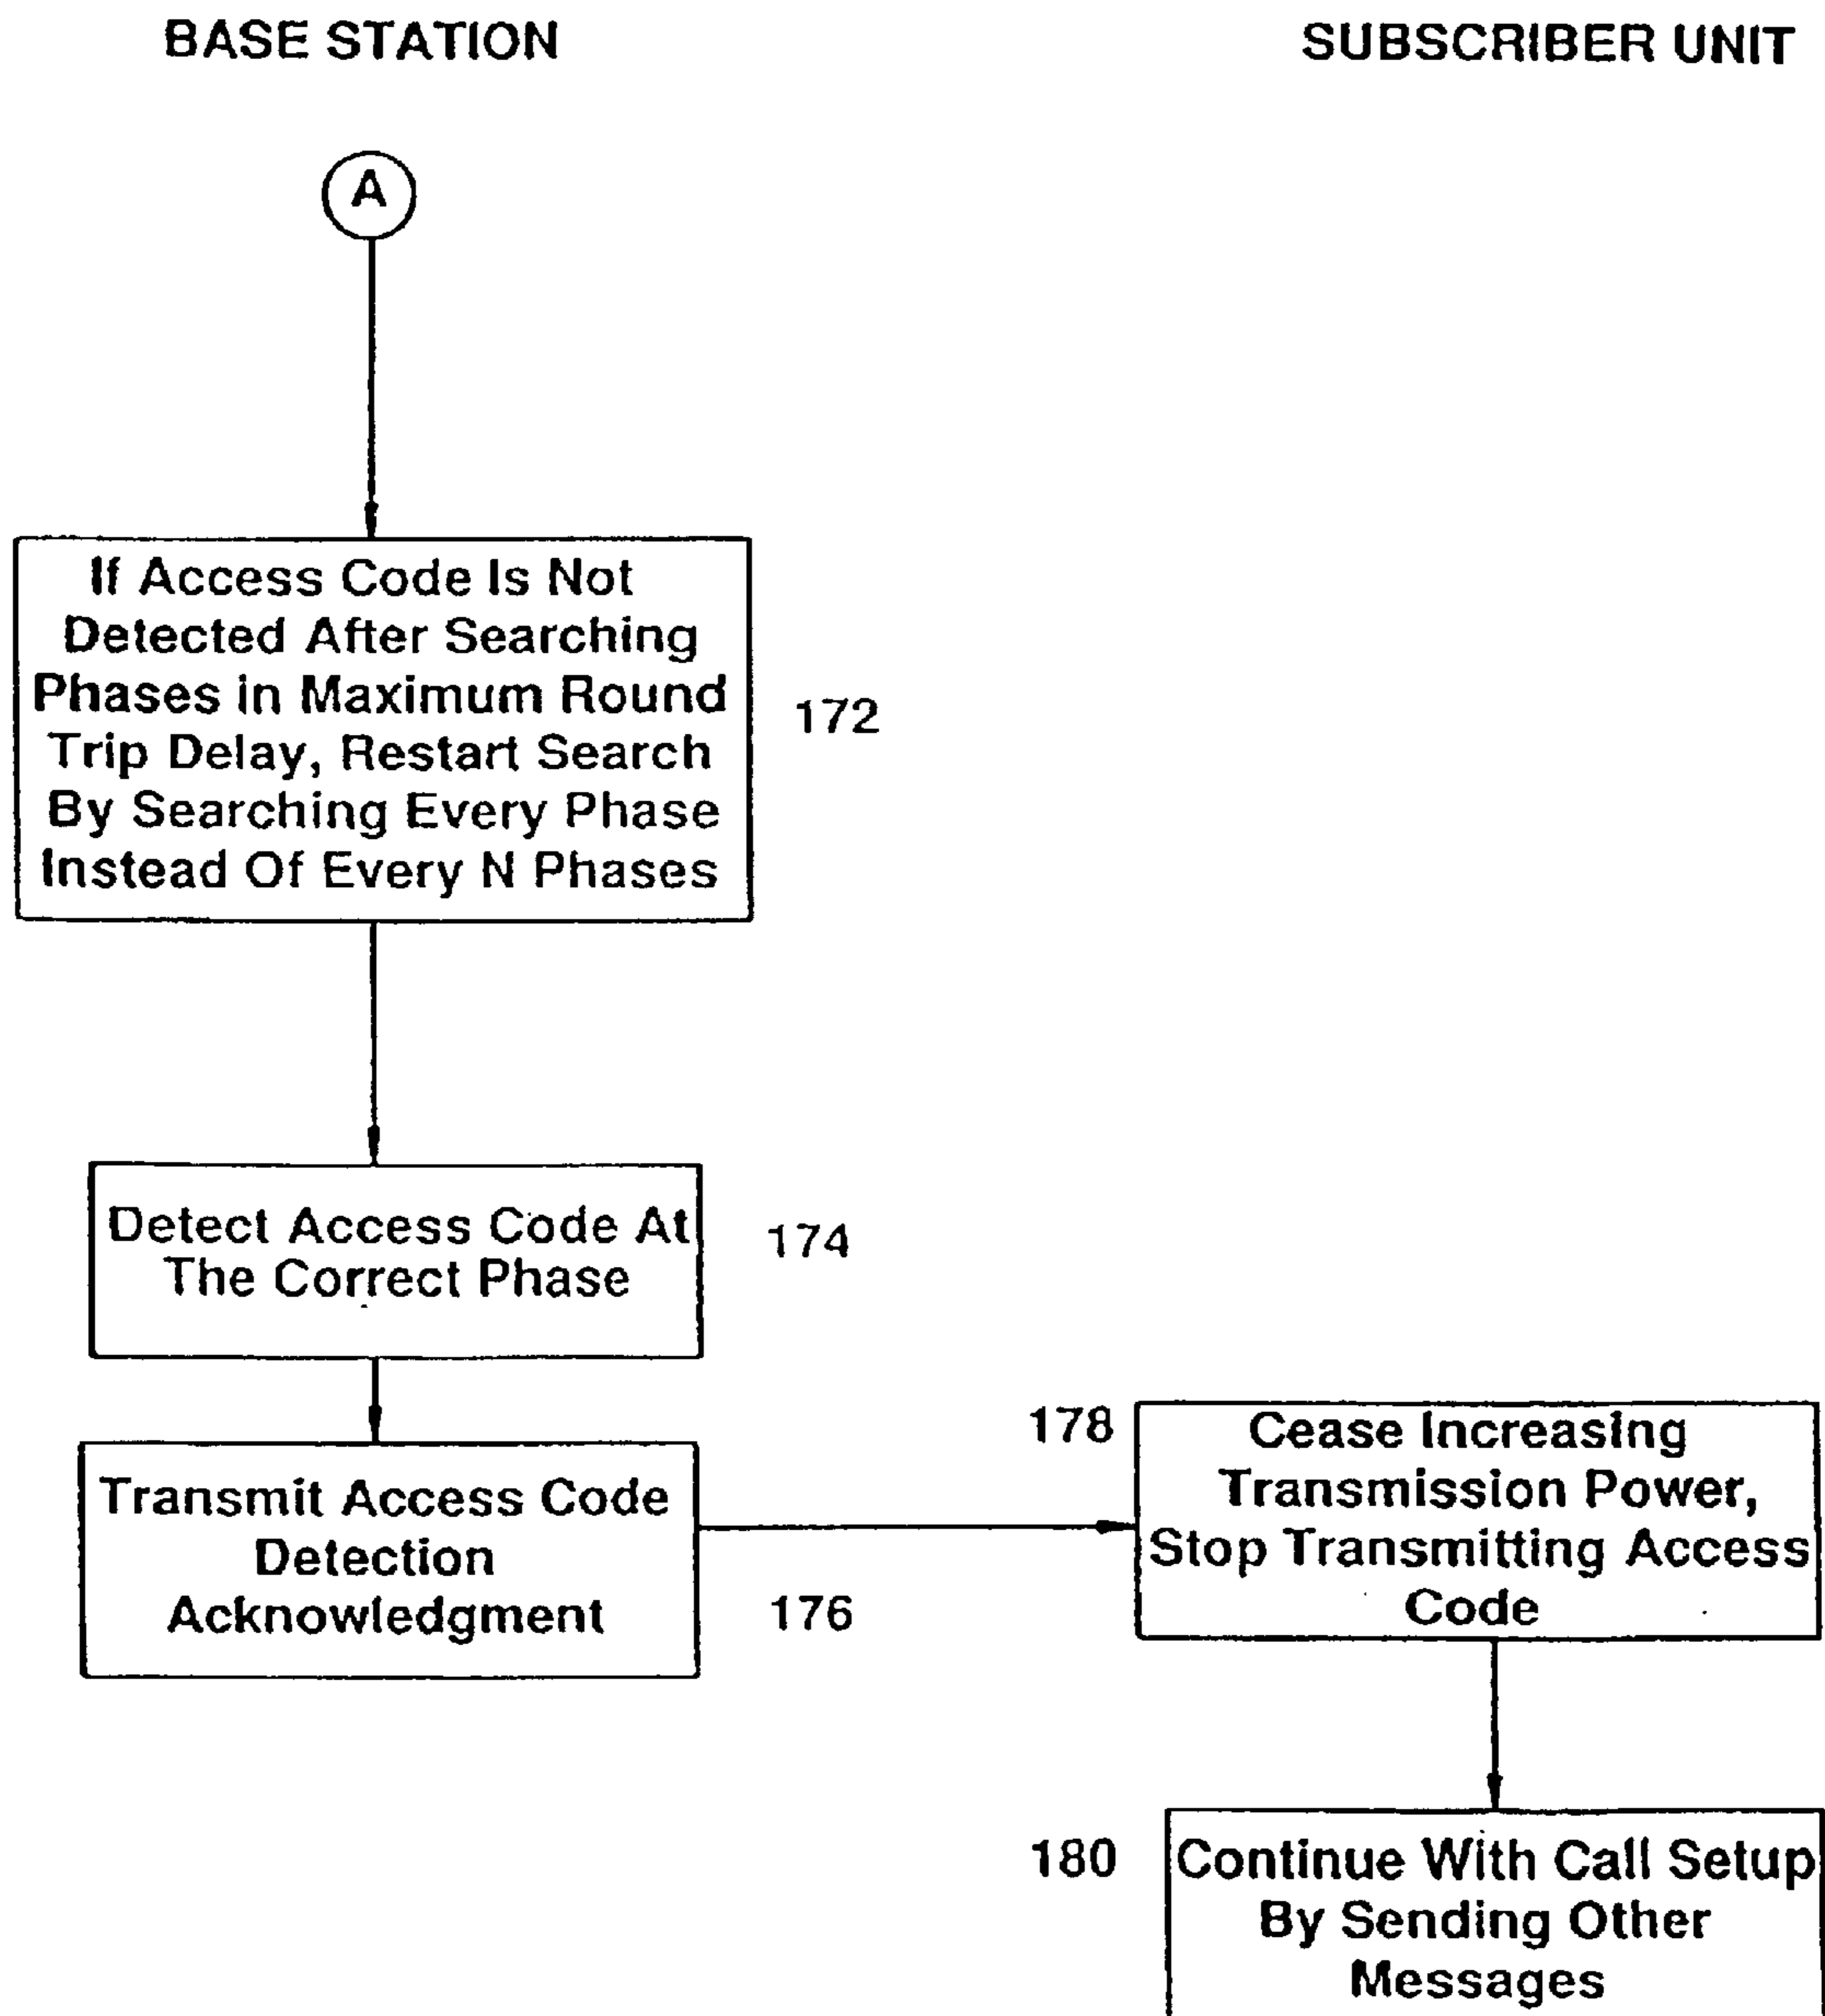 BASE STATION
SUBSCRIBER UNIT
A
If Access Code Is Not
Detected After Searching
Phases in Maximum Round
Trip Delay, Restart Search
By Searching Every Phase
Instead Of Every N Phases
172
Detect Access Code At
The Correct Phase
174
Transmit Access Code
Detection
Acknowledgment
176
178
Cease Increasing
Transmission Power,
Stop Transmitting Access
Code
180
Continue With Call Setup
By Sending Other
Messages